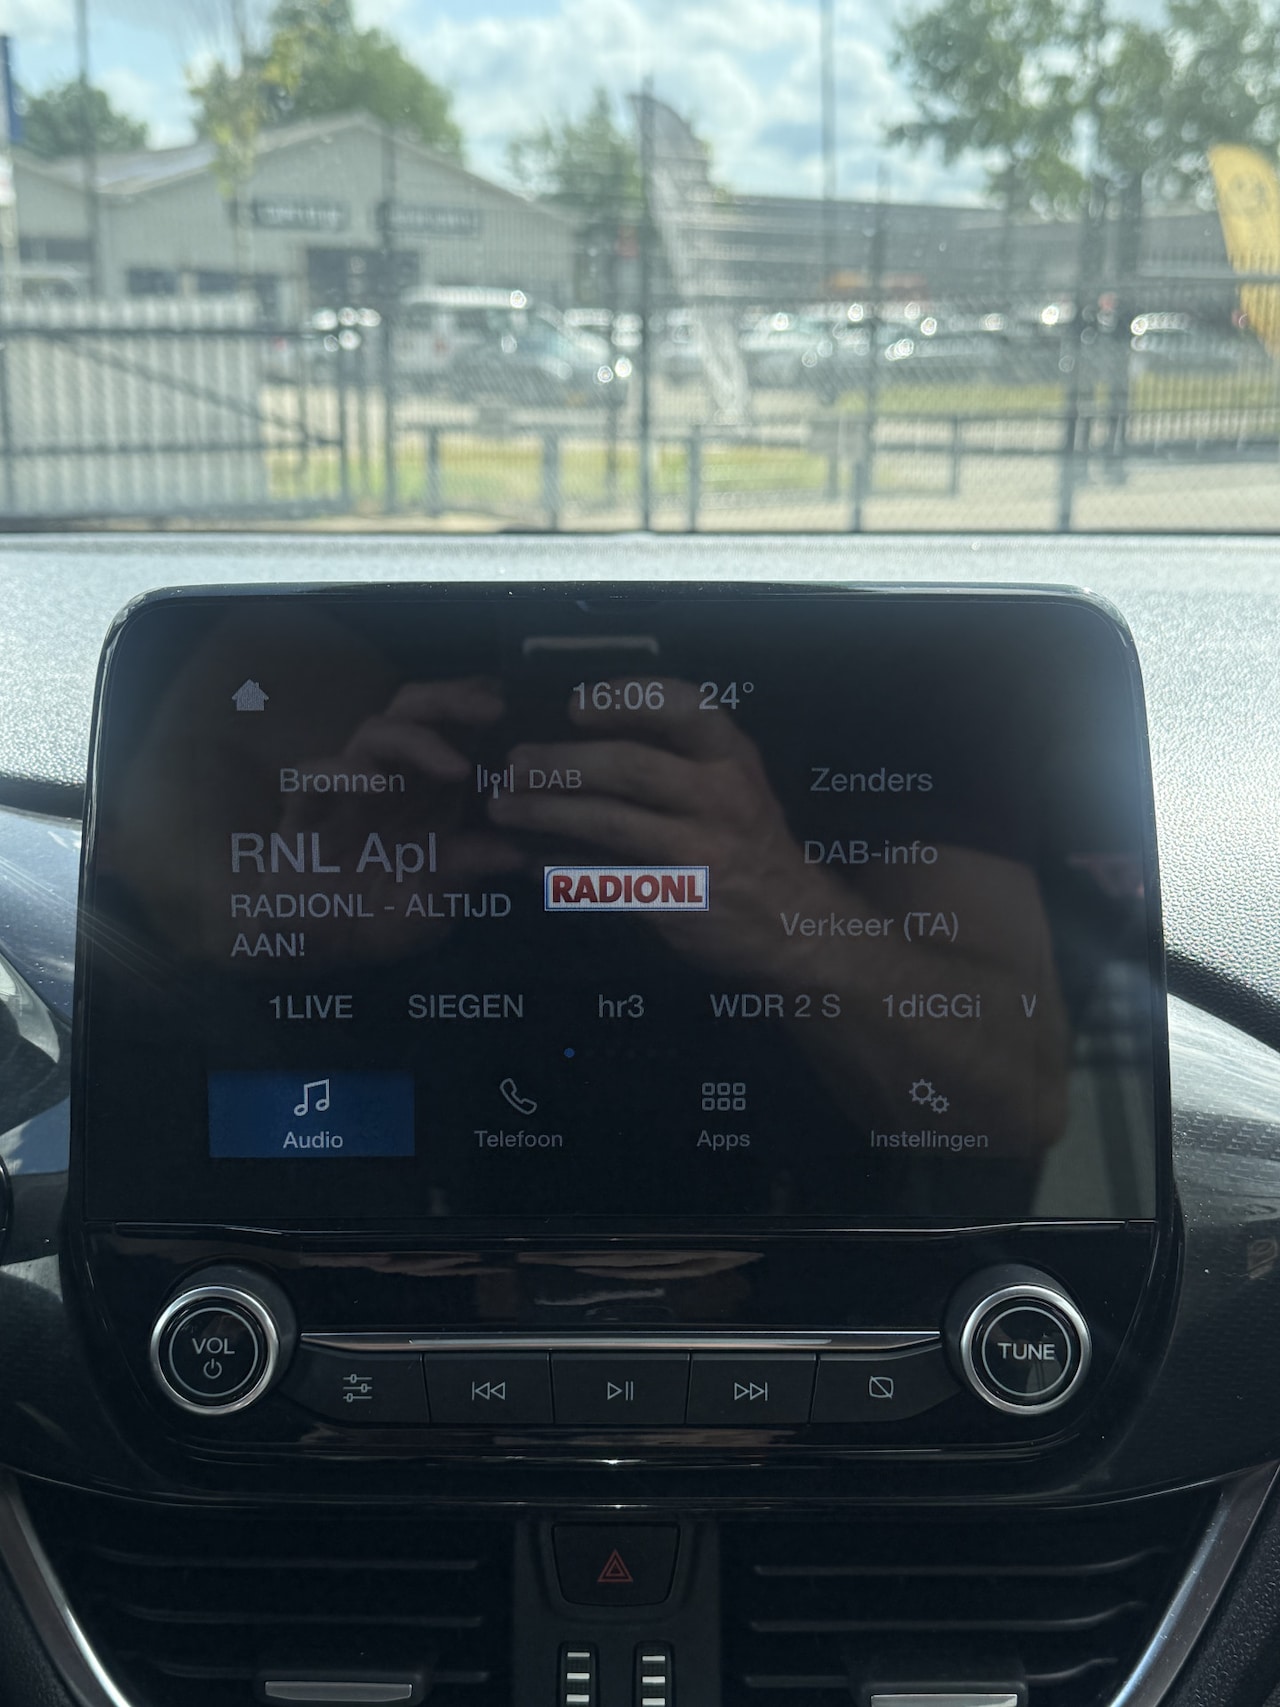 16:06 24°
Bronnen DAB Zenders
RNL Apl
DAB-info
RADIONL - ALTIJD
AAN!
RADIONL
Verkeer (TA)
1LIVE SIEGEN hr3 WDR 2 S 1diGGi
Audio Telefoon Apps Instellingen
VOL
TUNE